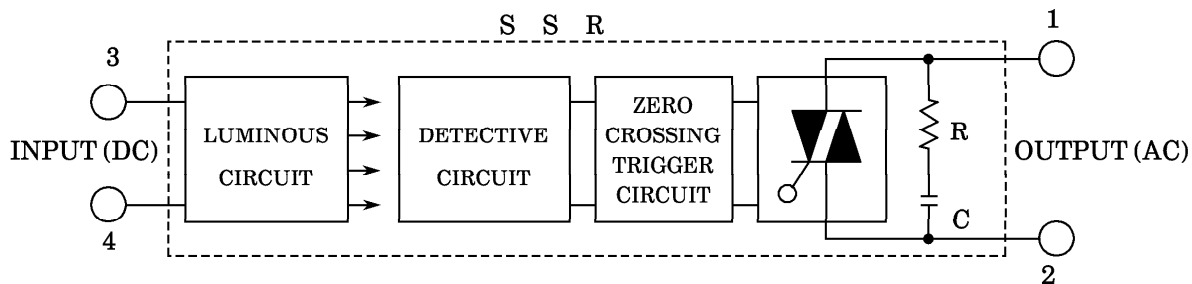 S S R
1
3
INPUT (DC)
4
LUMINOUS
CIRCUIT
DETECTIVE
CIRCUIT
ZERO
CROSSING
TRIGGER
CIRCUIT
R
C
OUTPUT (AC)
2